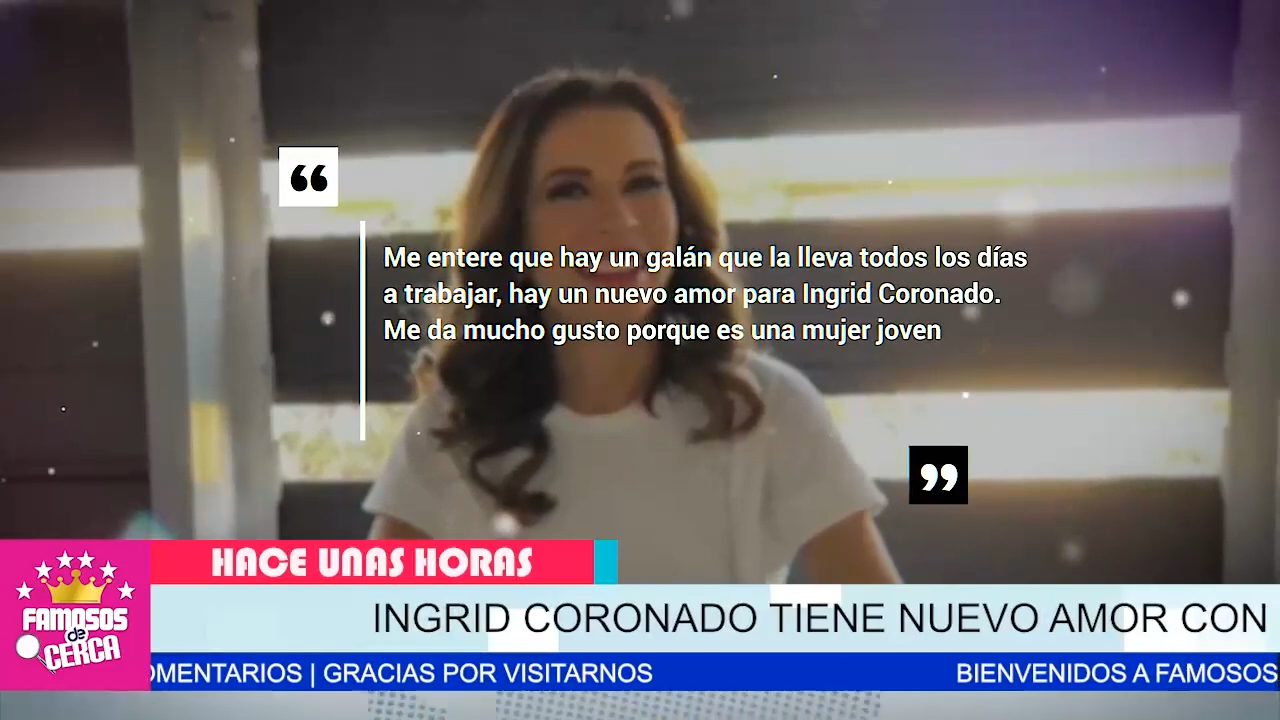 “
Me entere que hay un galán que la lleva todos los días
a trabajar, hay un nuevo amor para Ingrid Coronado.
Me da mucho gusto porque es una mujer joven
”
HACE UNAS HORAS
FAMOSOS
de
CERCA
INGRID CORONADO TIENE NUEVO AMOR CON
OMENTARIOS | GRACIAS POR VISITARNOS BIENVENIDOS A FAMOSOS